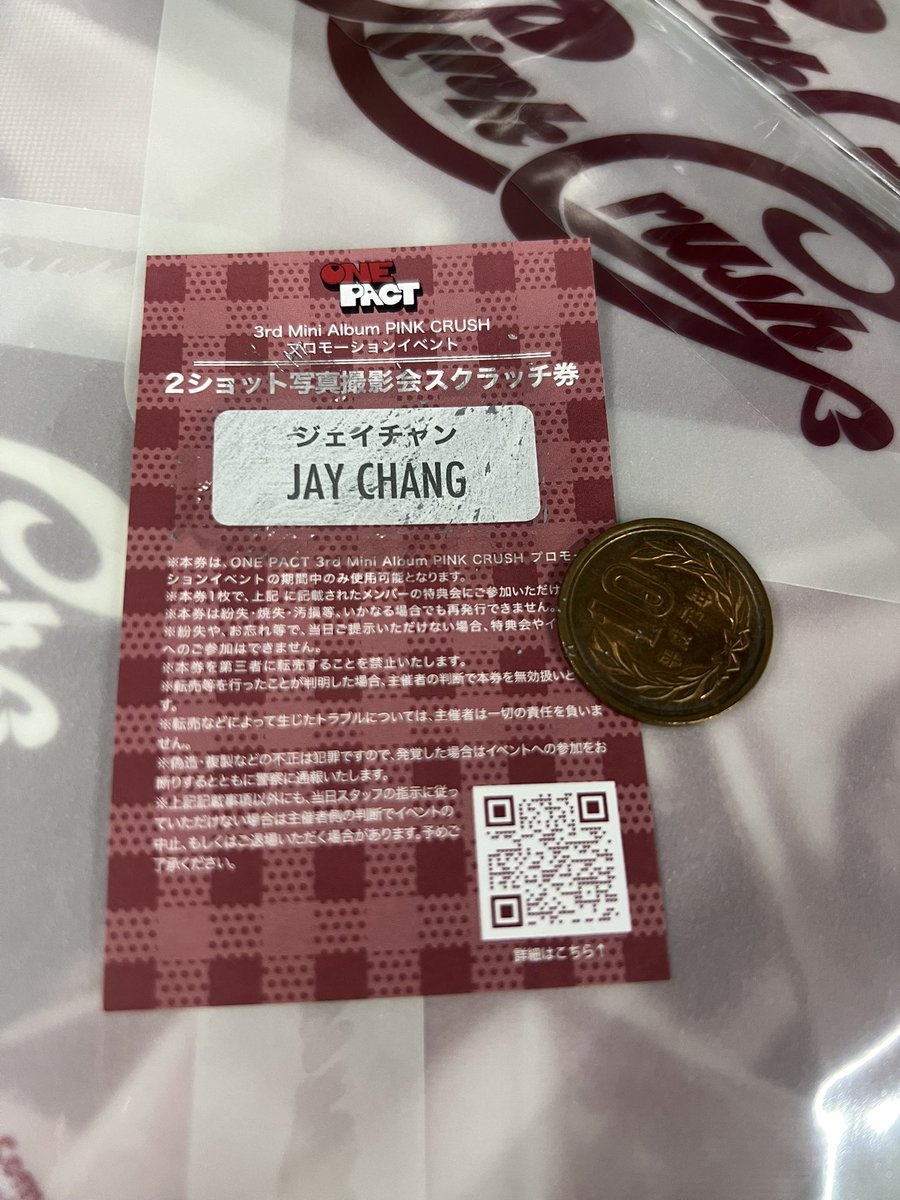 Pink
Crush
ONE
PACT
3rd Mini Album PINK CRUSH
プロモーションイベント
2ショット写真撮影会スクラッチ券
ジェイチャン
JAY CHANG
※本券は、ONE PACT 3rd Mini Album PINK CRUSH プロモー
ションイベントの期間中のみ使用可能となります。
※本券1枚で、上記 に記載されたメンバーの特典会にご参加いただけ
※本券は紛失・焼失・汚損等、いかなる場合でも再発行できません。
※紛失や、お忘れ等で、当日ご提示いただけない場合、特典会やイ
へのご参加はできません。
※本券を第三者に転売することを禁止いたします。
※転売等を行ったことが判明した場合、主催者の判断で本券を無効扱いと
す。
※転売などによって生じたトラブルについては、主催者は一切の責任を負いま
せん。
※偽造・複製などの不正は犯罪ですので、発覚した場合はイベントへの参加をお
断りするとともに警察に通報いたします。
※上記記載事項以外にも、当日スタッフの指示に従っ
ていただけない場合は主催者側の判断でイベントの
中止、もしくはご退場いただく場合があります。予めご
了承ください。
詳細はこちら↑
10